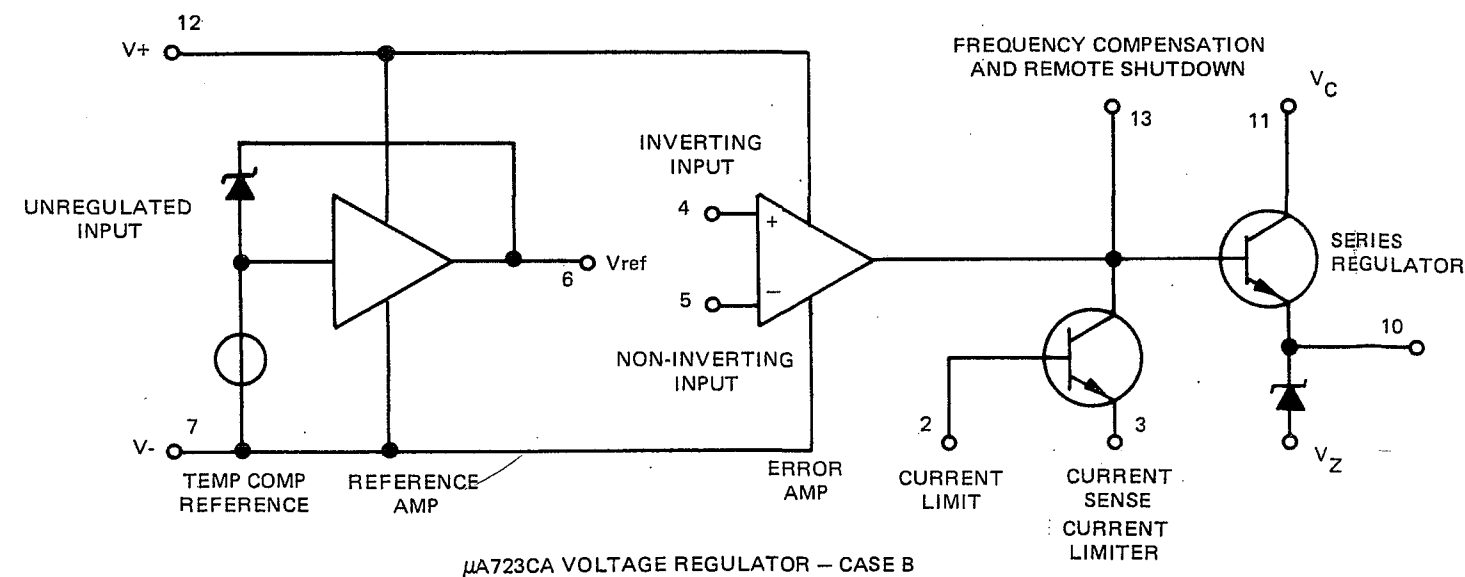 12
V+
FREQUENCY COMPENSATION
AND REMOTE SHUTDOWN
VC
13
11
INVERTING
INPUT
UNREGULATED
INPUT
4
+
SERIES
REGULATOR
Vref
6
5
−
10
NON-INVERTING
INPUT
7
V-
2
3
VZ
TEMP COMP
REFERENCE
REFERENCE
AMP
ERROR
AMP
CURRENT
LIMIT
CURRENT
SENSE
CURRENT
LIMITER
µA723CA VOLTAGE REGULATOR — CASE B